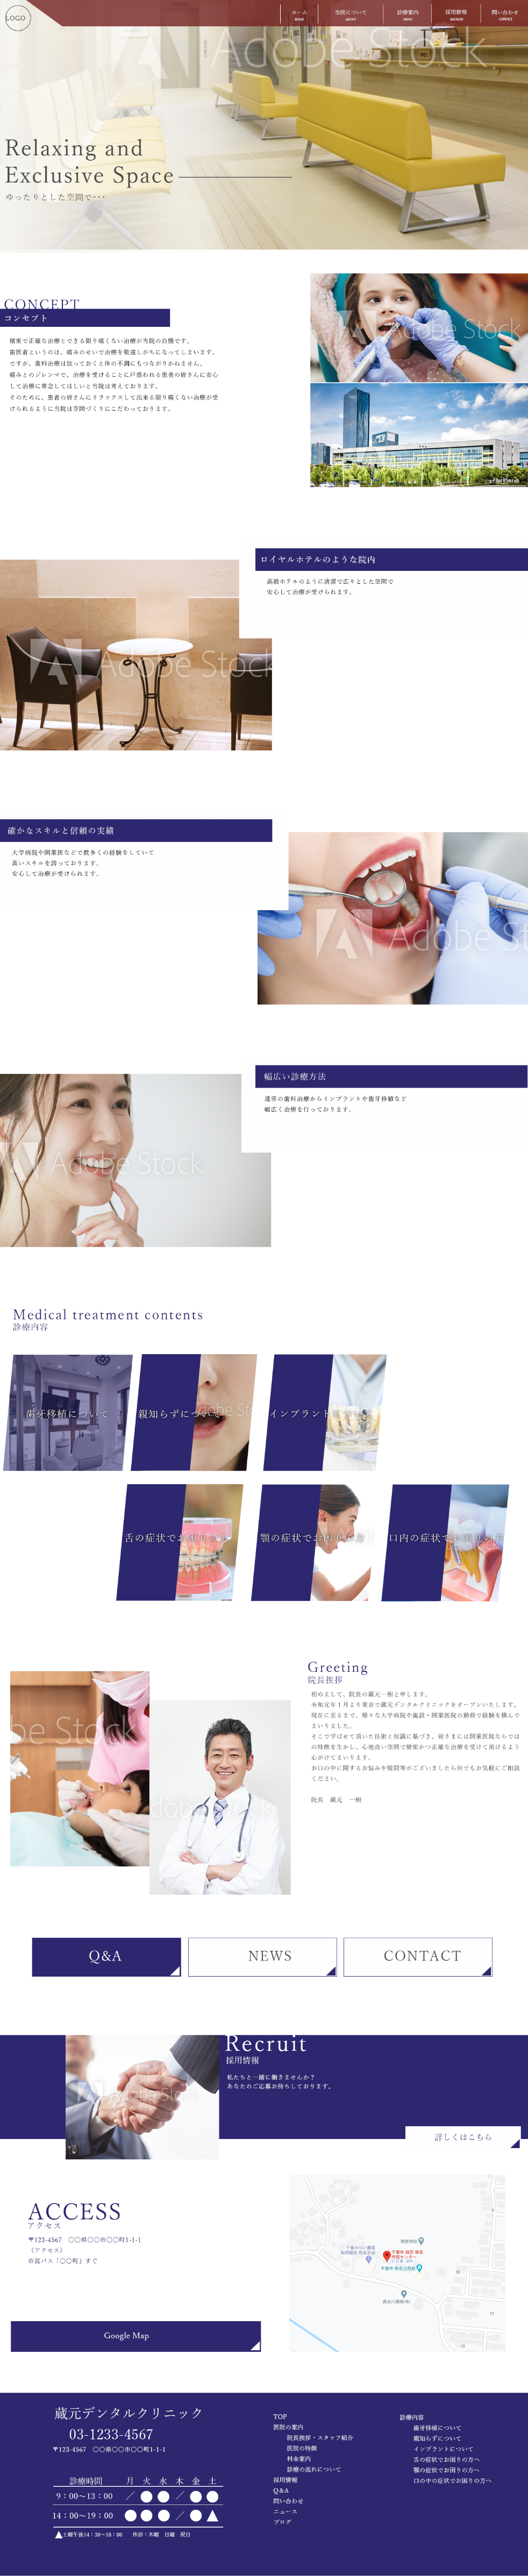 LOGO
ホーム
HOME
当院について
ABOUT
診療案内
採用情報
RECRUIT
問い合わせ
CONTACT
Adobe Stock
Relaxing and
Exclusive Space
ゆったりとした空間で･･･
CONCEPT
コンセプト
精密で正確な治療とできる限り痛くない治療が当院の自慢です。
歯医者というのは、痛みのせいで治療を敬遠しがちになってしまいます。
ですが、歯科治療は放っておくと体の不調にもつながりかねません。
痛みとのジレンマで、治療を受けることに戸惑われる患者の皆さんに安心
して治療に専念してほしいと当院は考えております。
そのために、患者の皆さんにリラックスして出来る限り痛くない治療が受
けられるように当院は空間づくりにこだわっております。
Adobe Stock
ロイヤルホテルのような院内
高級ホテルのように清潔で広々とした空間で
安心して治療が受けられます。
Adobe Stock
確かなスキルと信頼の実績
大学病院や開業医などで数多くの経験をしていて
高いスキルを誇っております。
安心して治療が受けられます。
Adobe Stock
幅広い診療方法
通常の歯科治療からインプラントや歯牙移植など
幅広く治療を行っております。
Adobe Stock
Medical treatment contents
診療内容
歯牙移植について
親知らずについて
インプラント
舌の症状でお困りの方
顎の症状でお困りの方
口内の症状でお困りの方
Greeting
院長挨拶
初めまして、院長の蔵元一樹と申します。
令和元年１月より東京で蔵元デンタルクリニックをオープンいたします。
現在に至るまで、様々な大学病院や施設・開業医院の勤務で経験を積んで
まいりました。
そこで学ばせて頂いた技術と知識に基づき、皆さまには開業医院ならでは
の特徴を生かし、心地良い空間で精密かつ正確な治療を受けて頂けるよう
心がけてまいります。
お口の中に関するお悩みや疑問等がございましたら何でもお気軽にご相談
ください。
院長　蔵元　一樹
Q&A
NEWS
CONTACT
Recruit
採用情報
私たちと一緒に働きませんか？
あなたのご応募お待ちしております。
詳しくはこちら
ACCESS
アクセス
〒123-4567　〇〇県〇〇市〇〇町1-1-1
（アクセス）
市営バス「〇〇町」すぐ
Google Map
蔵元デンタルクリニック
03-1233-4567
〒123-4567　〇〇県〇〇市〇〇町1-1-1
診療時間 月 火 水 木 金 土
9：00～13：00 ／ ● ● ／ ● ●
14：00～19：00 ● ● ● ／ ● ▲
▲土曜午後14：30～18：00　休診：木曜　日曜　祝日
TOP
医院の案内
院長挨拶・スタッフ紹介
医院の特徴
料金案内
診療の流れについて
採用情報
Q&A
問い合わせ
ニュース
ブログ
診療内容
歯牙移植について
親知らずについて
インプラントについて
舌の症状でお困りの方へ
顎の症状でお困りの方へ
口の中の症状でお困りの方へ